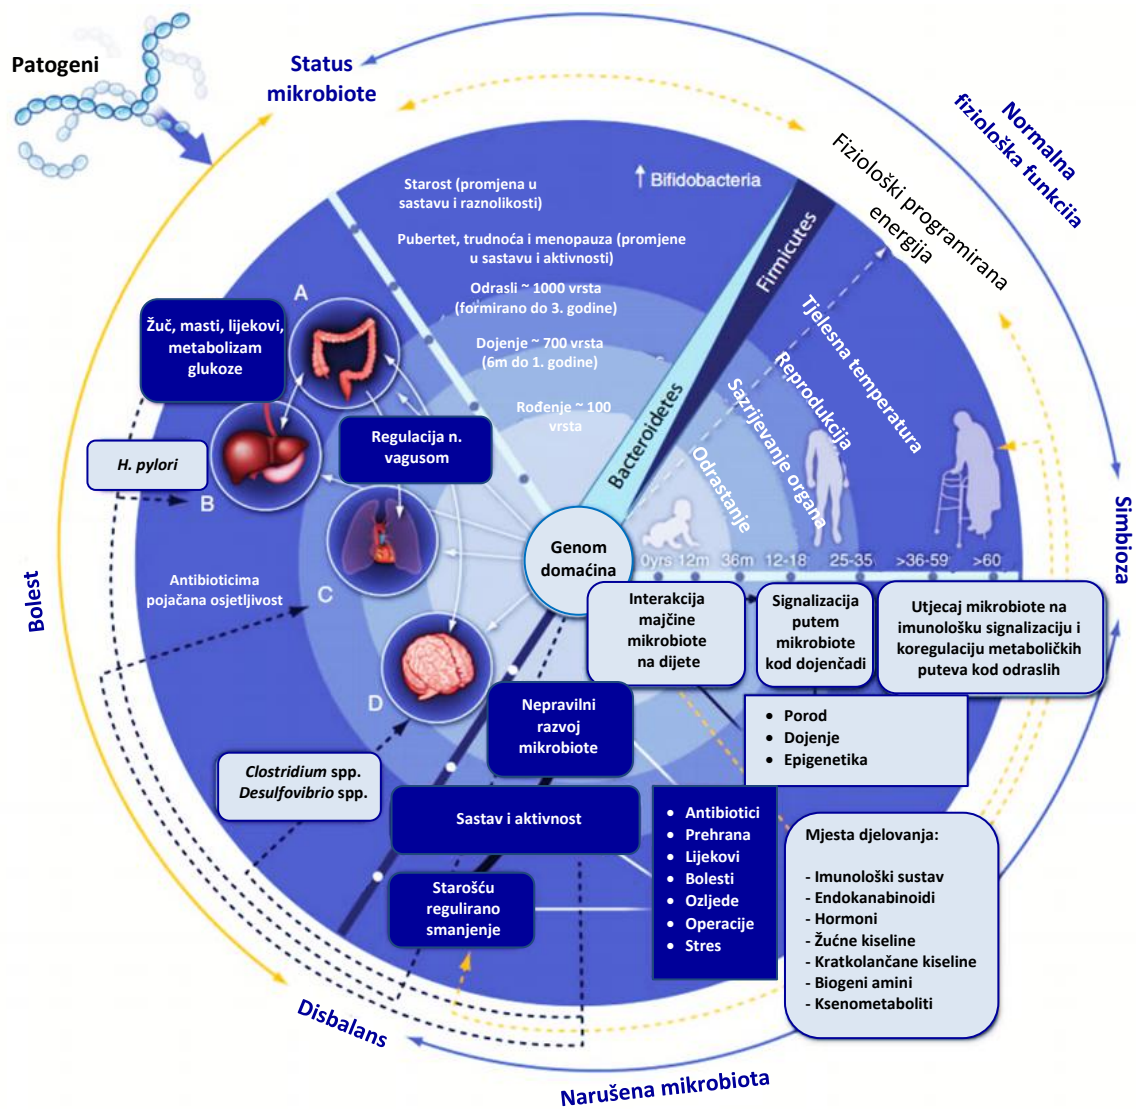 Patogeni
Status
mikrobiote
Normalna
fiziološka funkciia
Fiziološki programirana
energija
Starost (promjena u
sastavu i raznolikosti)
↑ Bifidobacteria
Pubertet, trudnoća i menopauza (promjene
u sastavu i aktivnosti)
Odrasli ~ 1000 vrsta
(formirano do 3. godine)
Dojenje ~ 700 vrsta
(6m do 1. godine)
Rođenje ~ 100
vrsta
Firmicutes
Bacteroidetes
Tjelesna temperatura
Reprodukcija
Sazrijevanje organa
Odrastanje
A
Žuč, masti, lijekovi,
metabolizam
glukoze
Regulacija n.
vagusom
H. pylori
B
Antibioticima
pojačana osjetljivost
C
D
Genom
domaćina
0yrs 12m 36m 12-18 25-35 >36-59 >60
Simbioza
Bolest
Interakcija
majčine
mikrobiote
na dijete
Signalizacija
putem
mikrobiote
kod dojenčadi
Utjecaj mikrobiote na
imunološku signalizaciju i
koregulaciju metaboličkih
puteva kod odraslih
Nepravilni
razvoj
mikrobiote
• Porod
• Dojenje
• Epigenetika
Clostridium spp.
Desulfovibrio spp.
Sastav i aktivnost
• Antibiotici
• Prehrana
• Lijekovi
• Bolesti
• Ozljede
• Operacije
• Stres
Starošću
regulirano
smanjenje
Mjesta djelovanja:
- Imunološki sustav
- Endokanabinoidi
- Hormoni
- Žućne kiseline
- Kratkolančane kiseline
- Biogeni amini
- Ksenometaboliti
Disbalans
Narušena mikrobiota